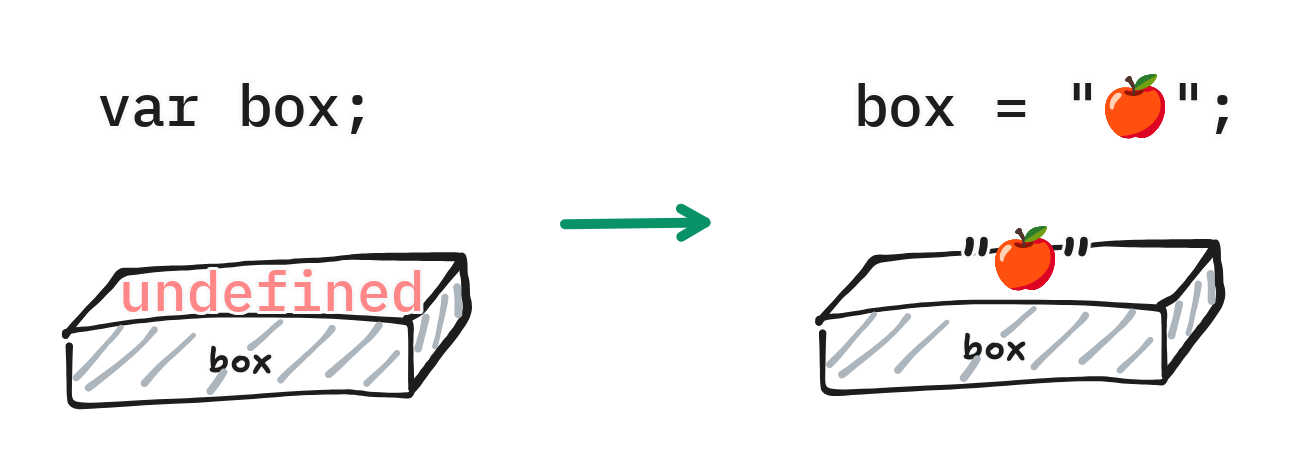 var box;
box = "🍎";
undefined
"🍎"
box
box